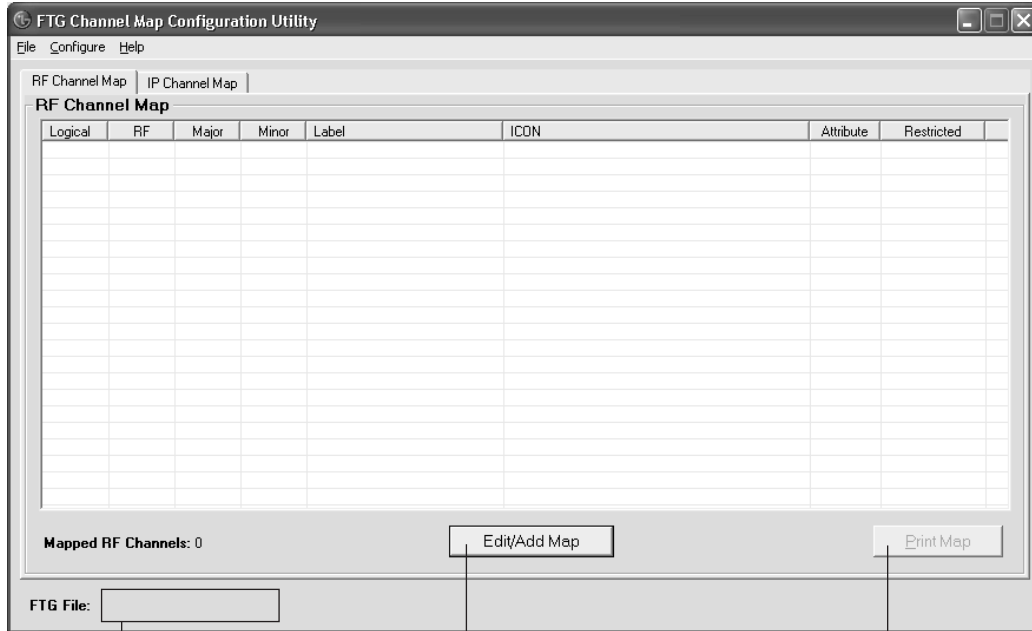 FTG Channel Map Configuration Utility
File Configure Help
RF Channel Map IP Channel Map
RF Channel Map
Logical RF Major Minor Label ICON Attribute Restricted
Mapped RF Channels: 0 Edit/Add Map Print Map
FTG File: